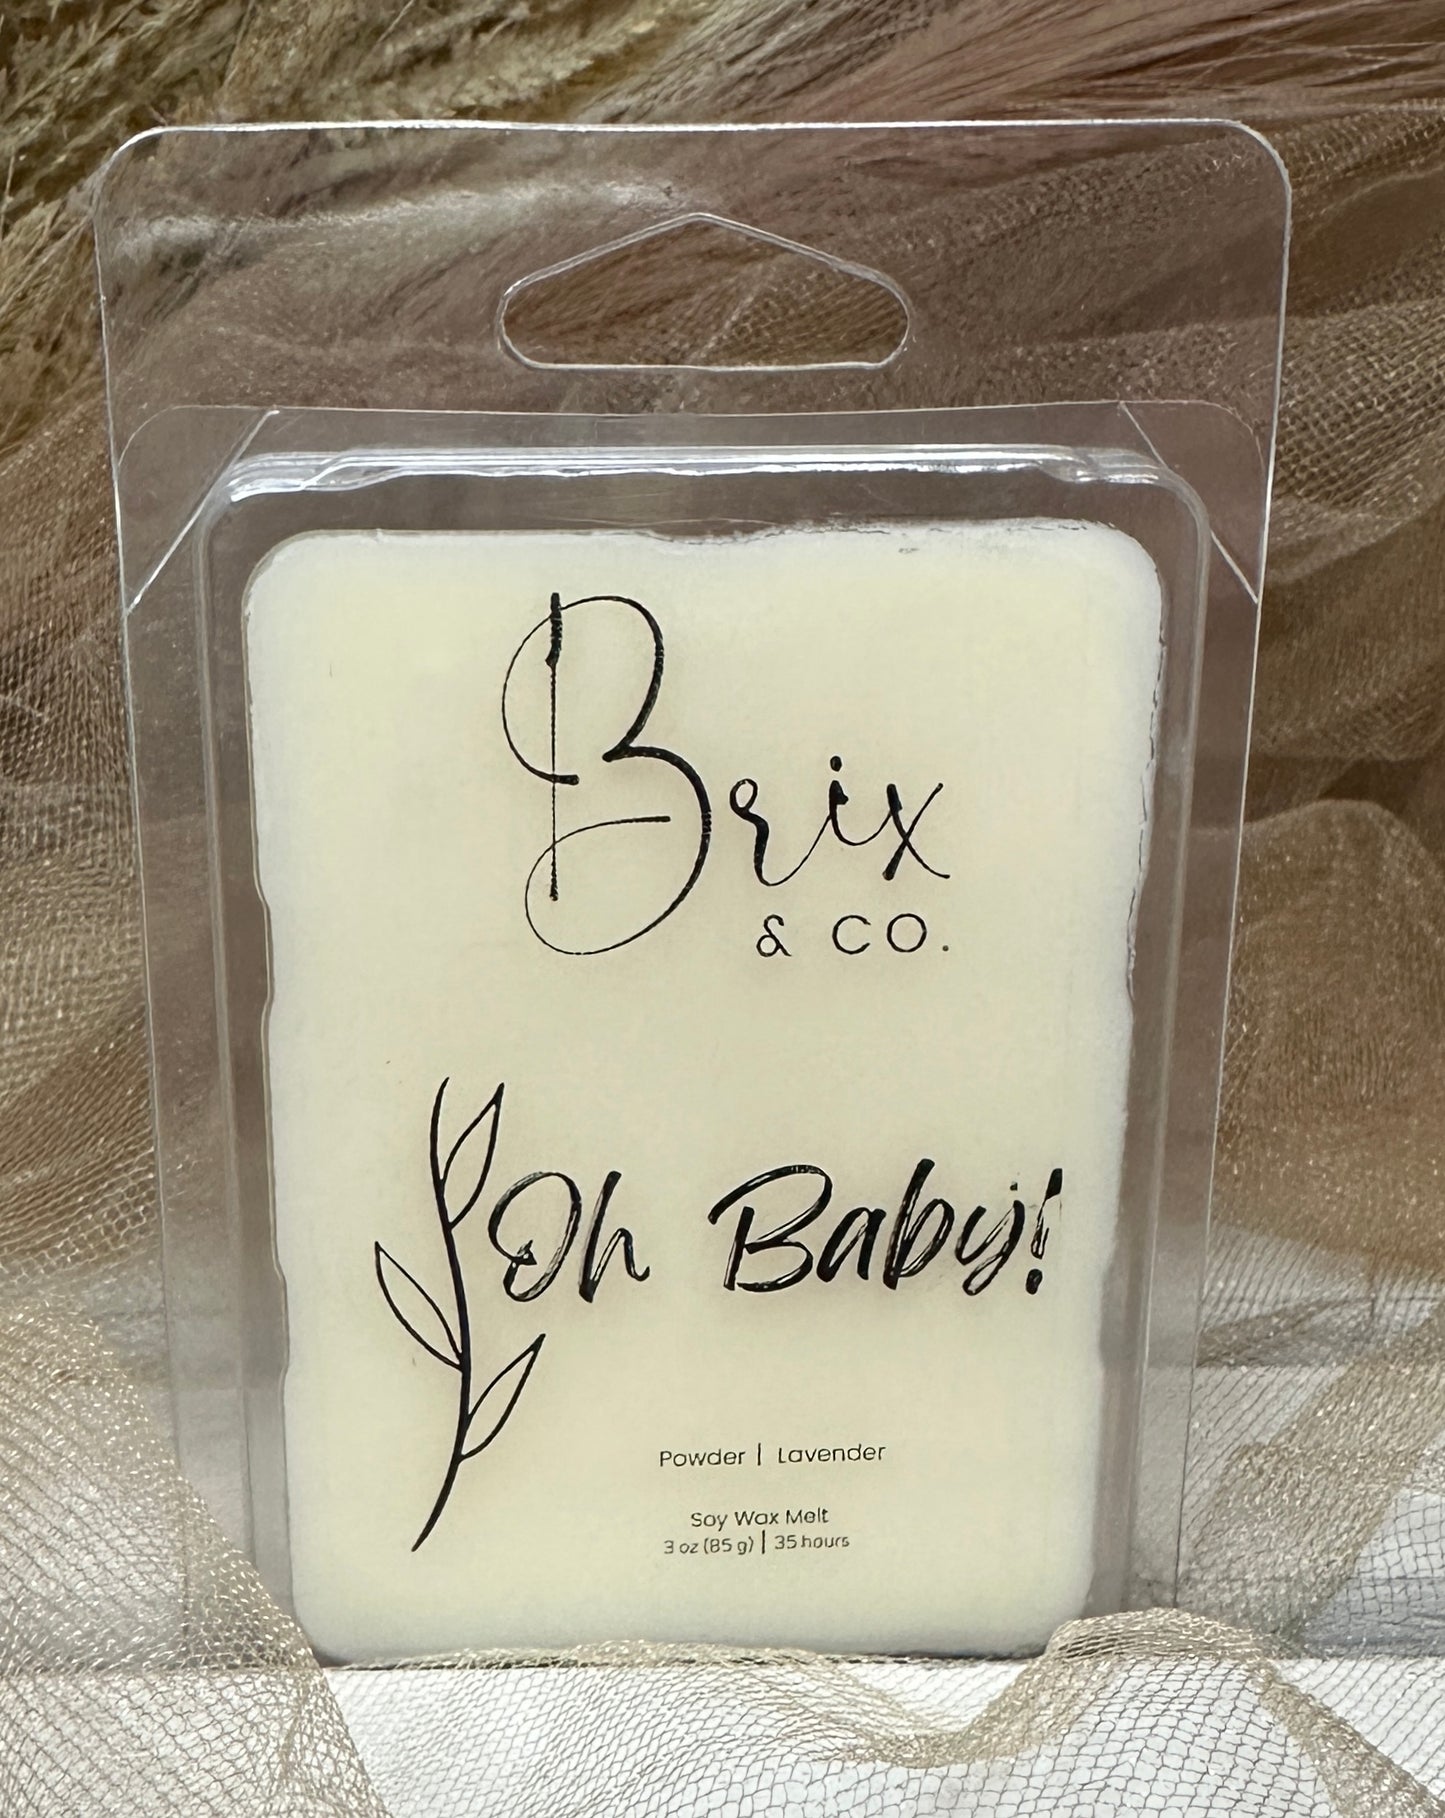 Brix
& CO.
Oh Baby!
Powder | Lavender
Soy Wax Melt
3 oz (85 g) | 35 hours